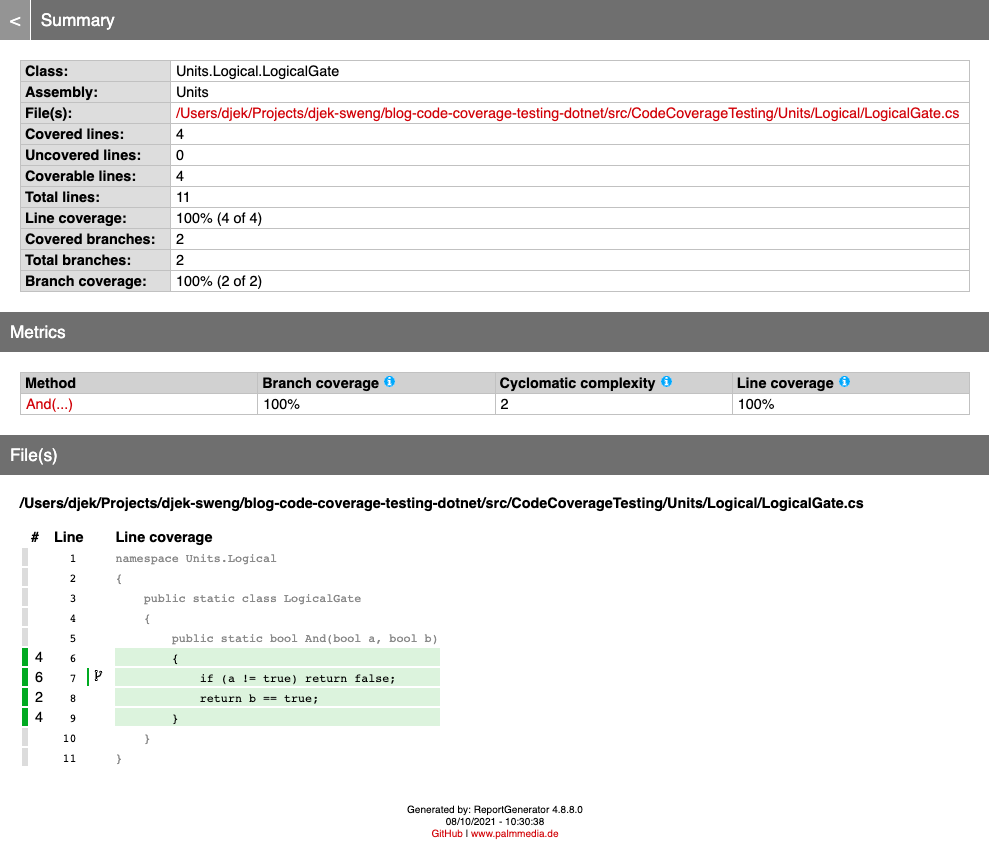 < Summary
Class: Units.Logical.LogicalGate
Assembly: Units
File(s): /Users/djek/Projects/djek-sweng/blog-code-coverage-testing-dotnet/src/CodeCoverageTesting/Units/Logical/LogicalGate.cs
Covered lines: 4
Uncovered lines: 0
Coverable lines: 4
Total lines: 11
Line coverage: 100% (4 of 4)
Covered branches: 2
Total branches: 2
Branch coverage: 100% (2 of 2)
Metrics
Method Branch coverage Cyclomatic complexity Line coverage
And(...) 100% 2 100%
File(s)
/Users/djek/Projects/djek-sweng/blog-code-coverage-testing-dotnet/src/CodeCoverageTesting/Units/Logical/LogicalGate.cs
# Line Line coverage
1 namespace Units.Logical
2 {
3 public static class LogicalGate
4 {
5 public static bool And(bool a, bool b)
4 6 {
6 7 if (a != true) return false;
2 8 return b == true;
4 9 }
10 }
11 }
Generated by: ReportGenerator 4.8.8.0
08/10/2021 - 10:30:38
GitHub | www.palmmedia.de